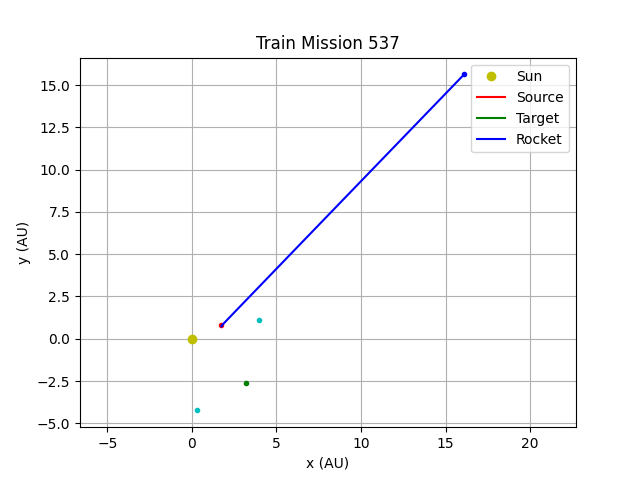 Train Mission 537
Sun
Source
Target
Rocket
15.0
12.5
10.0
7.5
5.0
2.5
0.0
−2.5
−5.0
y (AU)
−5 0 5 10 15 20
x (AU)